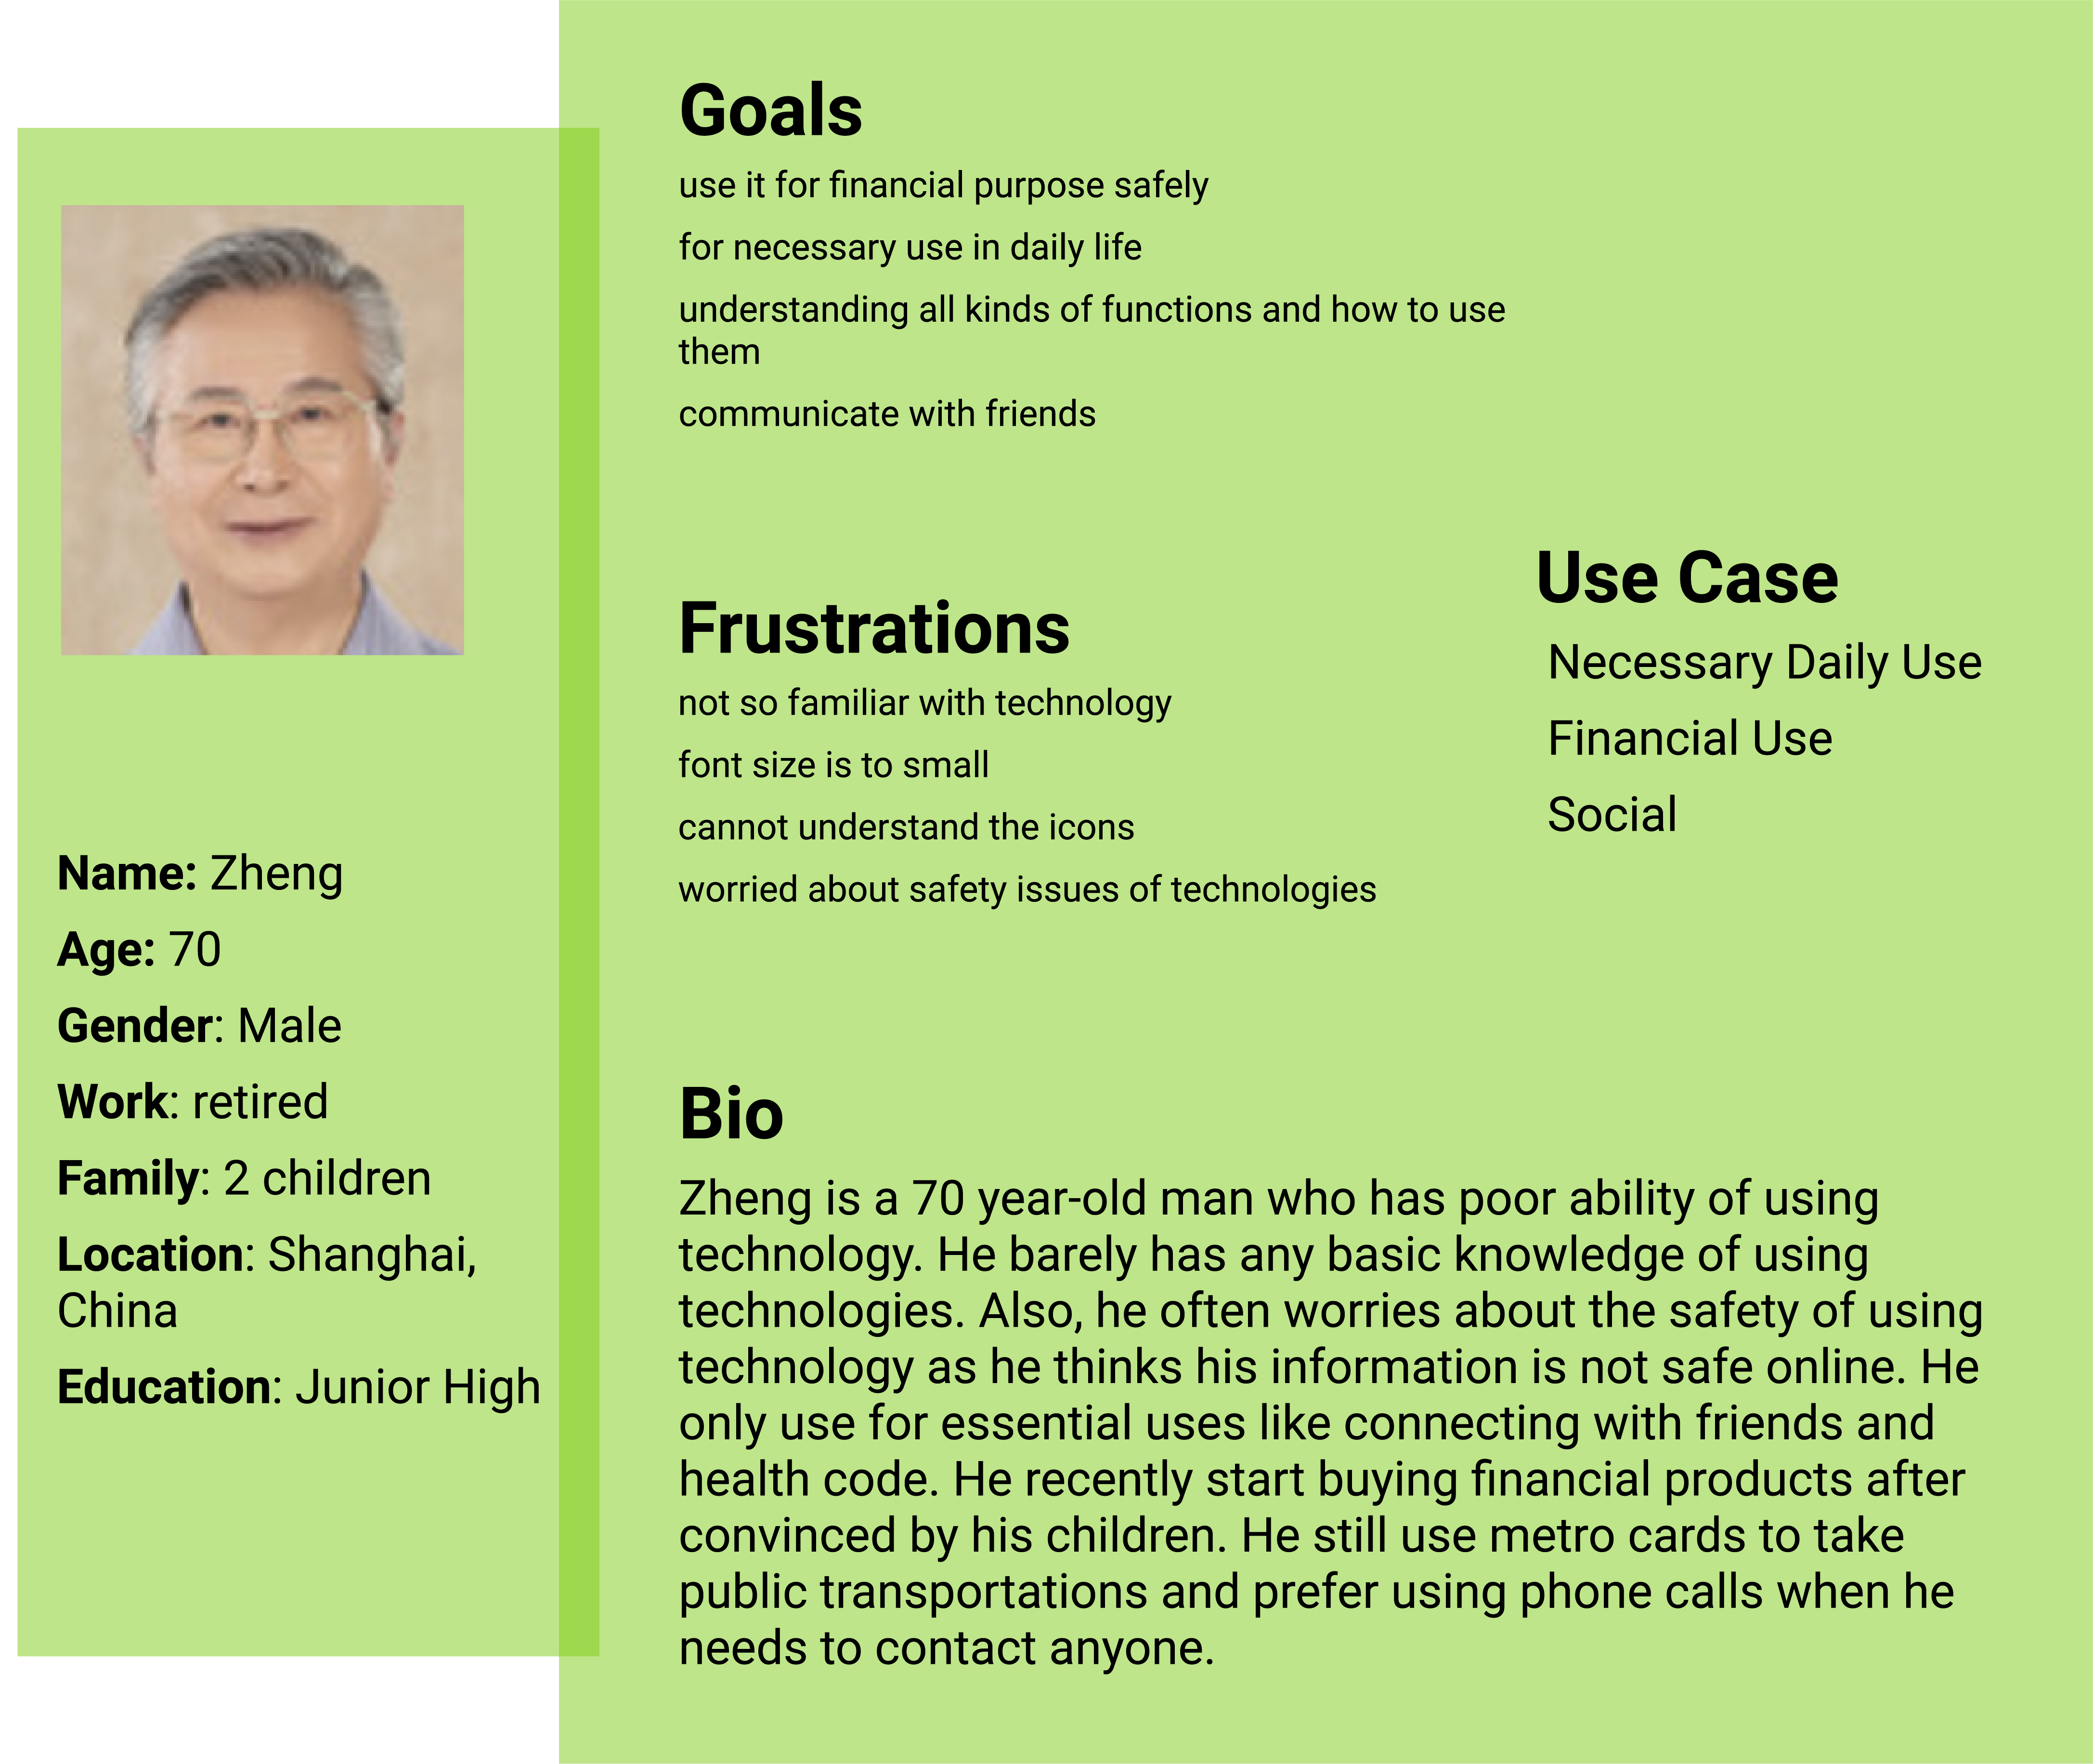 Name: Zheng
Age: 70
Gender: Male
Work: retired
Family: 2 children
Location: Shanghai,
China
Education: Junior High
Goals
use it for financial purpose safely
for necessary use in daily life
understanding all kinds of functions and how to use
them
communicate with friends
Frustrations
not so familiar with technology
font size is to small
cannot understand the icons
worried about safety issues of technologies
Use Case
Necessary Daily Use
Financial Use
Social
Bio
Zheng is a 70 year-old man who has poor ability of using
technology. He barely has any basic knowledge of using
technologies. Also, he often worries about the safety of using
technology as he thinks his information is not safe online. He
only use for essential uses like connecting with friends and
health code. He recently start buying financial products after
convinced by his children. He still use metro cards to take
public transportations and prefer using phone calls when he
needs to contact anyone.